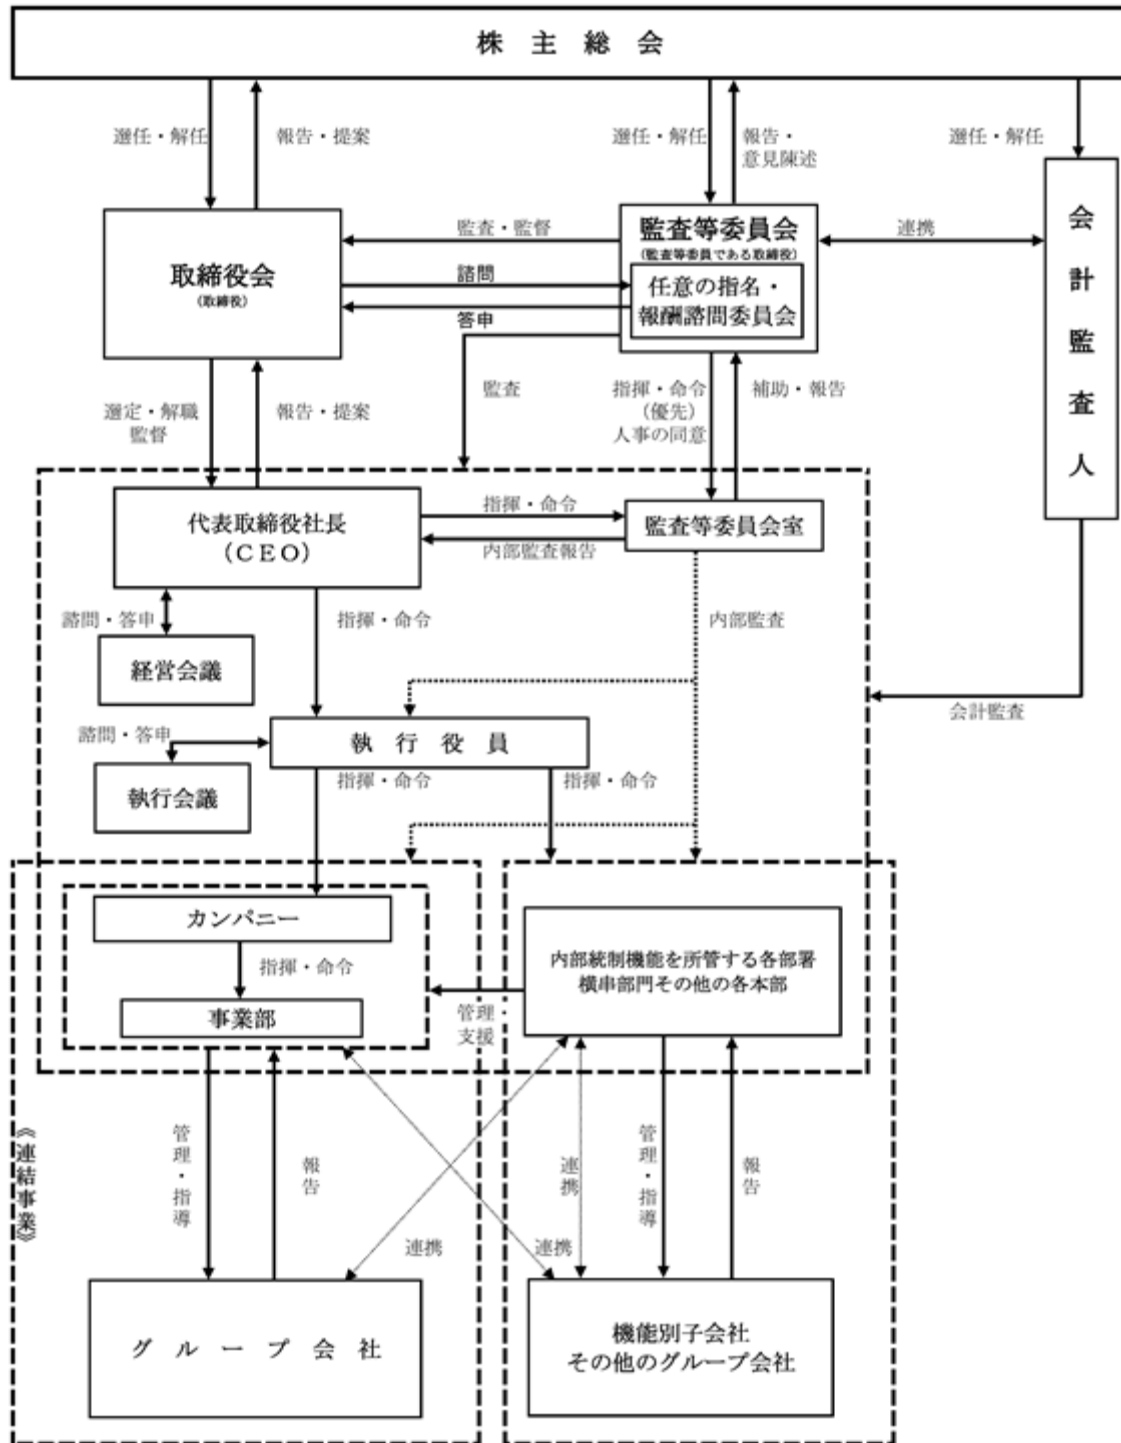 株 主 総 会
選任・解任
報告・提案
選任・解任
報告・
意見陳述
選任・解任
会計監査人
取締役会
(取締役)
監査・監督
諮問
答申
監査等委員会
(監査等委員である取締役)
任意の指名・
報酬諮問委員会
連携
選定・解職
監督
報告・提案
監査
指揮・命令
(優先)
人事の同意
補助・報告
代表取締役社長
(CEO)
指揮・命令
内部監査報告
監査等委員会室
諮問・答申
指揮・命令
内部監査
経営会議
会計監査
諮問・答申
執 行 役 員
執行会議
指揮・命令
指揮・命令
カンパニー
指揮・命令
事業部
管理・
支援
内部統制機能を所管する各部署
横串部門その他の各本部
《連結事業》
管理・指導
報告
連携
連携
連携
管理・指導
報告
グ ル ー プ 会 社
機能別子会社
その他のグループ会社